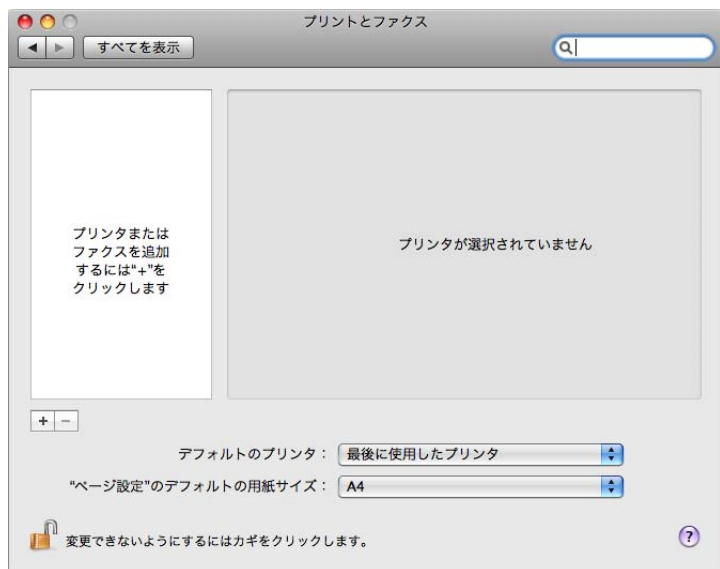 プリントとファクス
すべてを表示
プリンタまたは
ファクスを追加
するには“+”を
クリックします
プリンタが選択されていません
+ −
デフォルトのプリンタ： 最後に使用したプリンタ
“ページ設定”のデフォルトの用紙サイズ： A4
変更できないようにするにはカギをクリックします。
?